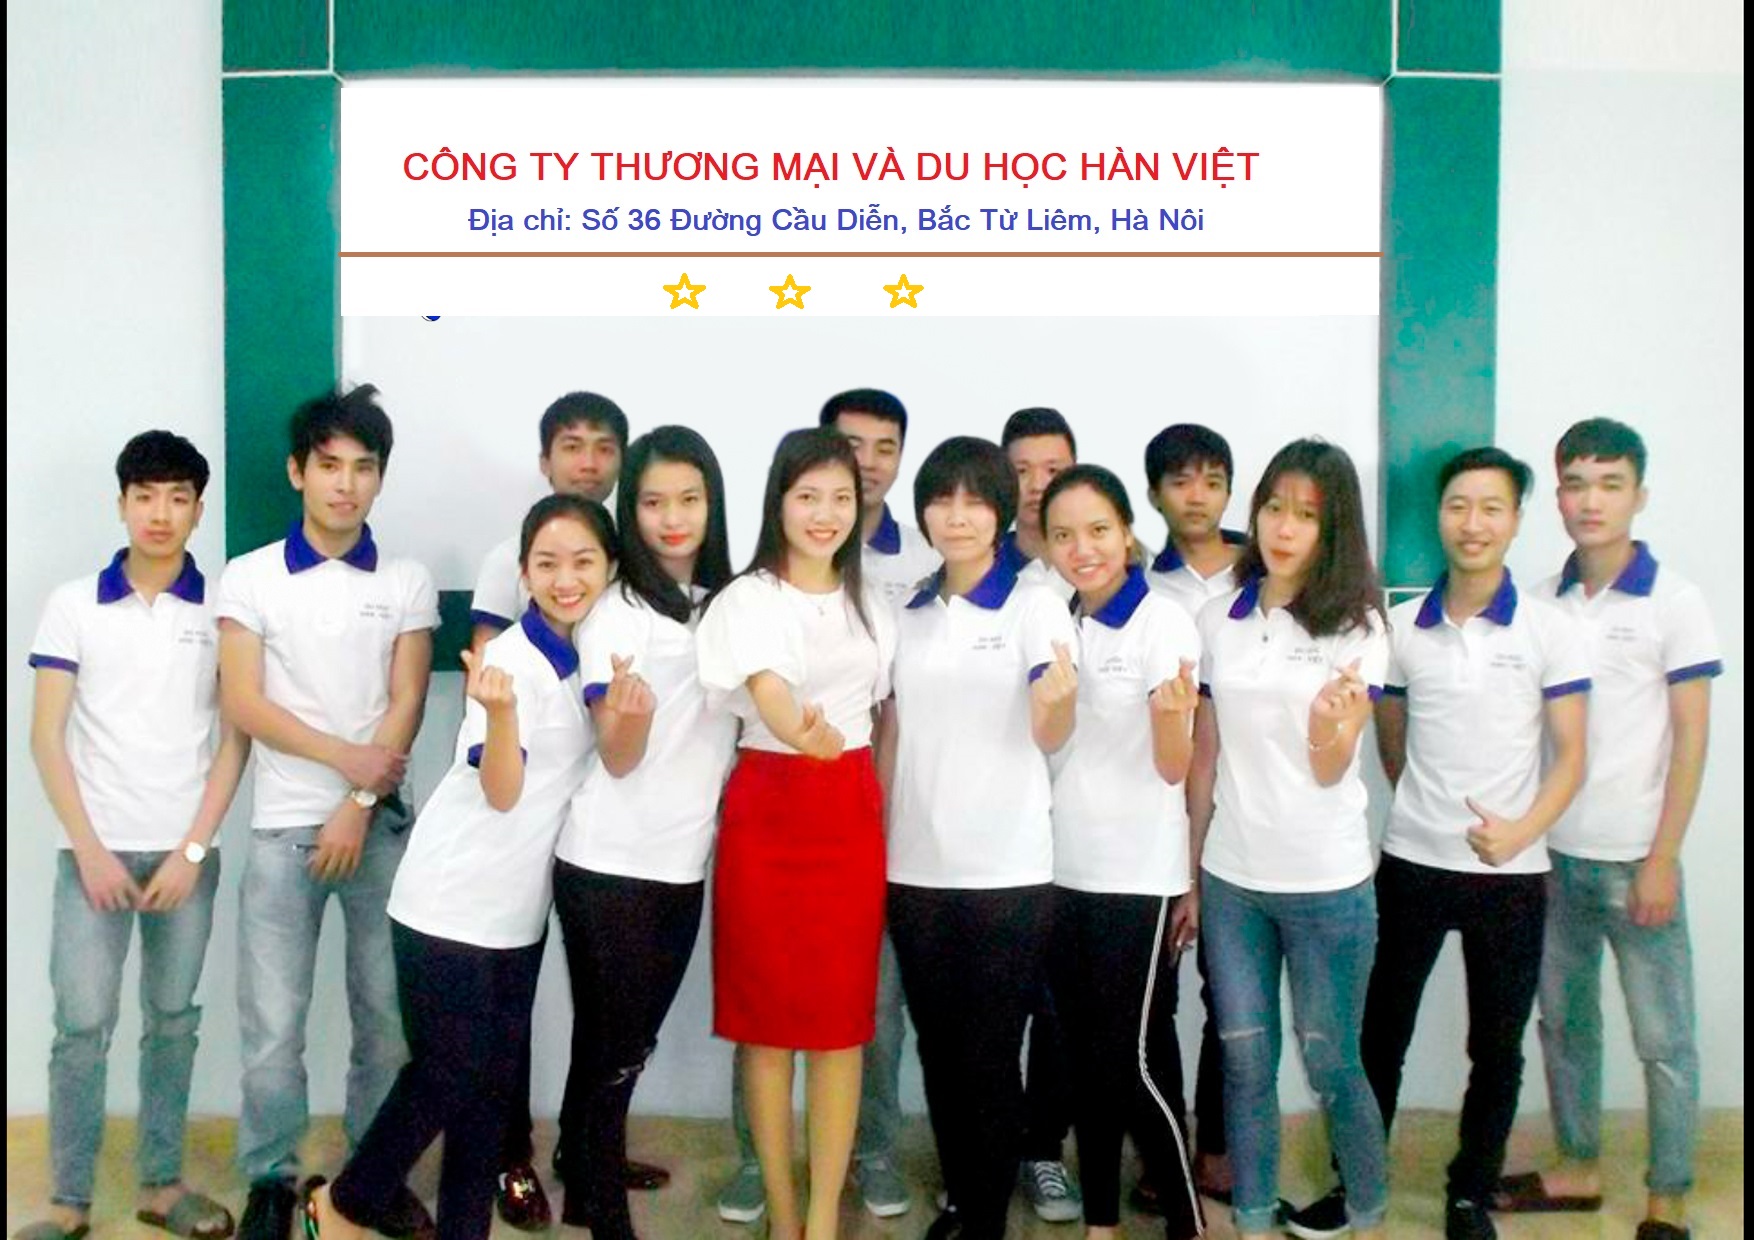 CÔNG TY THƯƠNG MẠI VÀ DU HỌC HÀN VIỆT
Địa chỉ: Số 36 Đường Cầu Diễn, Bắc Từ Liêm, Hà Nôi